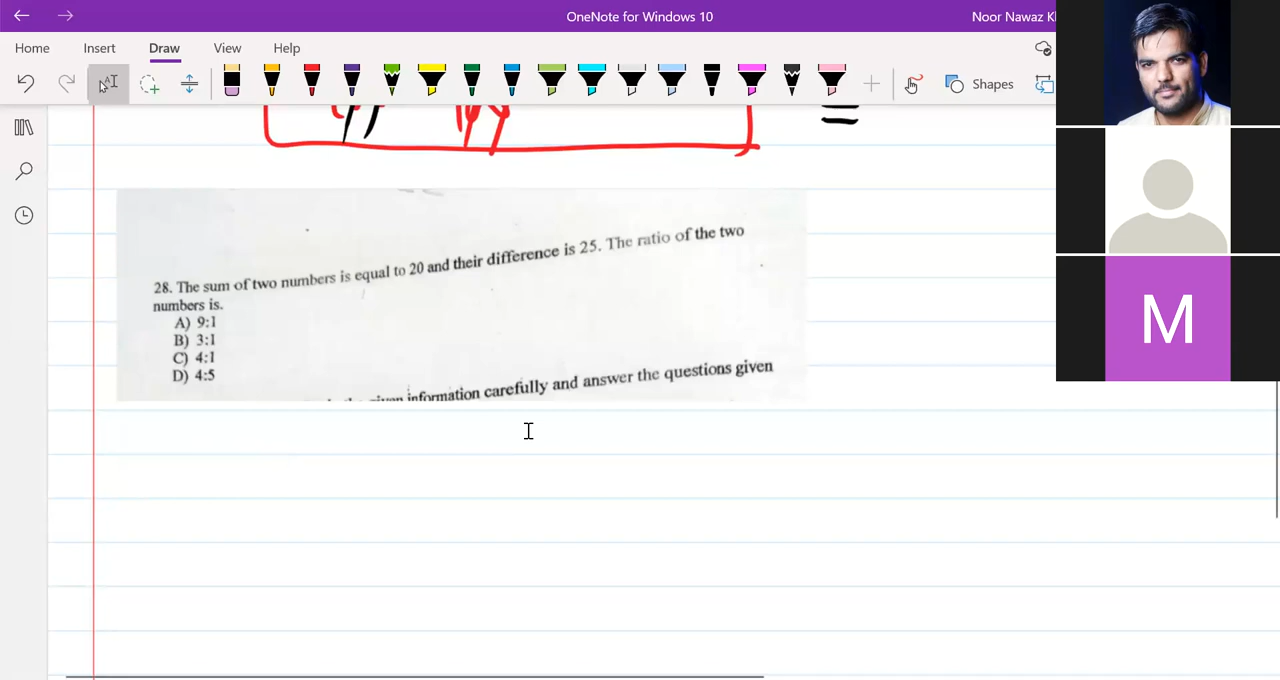 OneNote for Windows 10
Noor Nawaz Kh
Home Insert Draw View Help
Shapes
28. The sum of two numbers is equal to 20 and their difference is 25. The ratio of the two
numbers is.
A) 9:1
B) 3:1
C) 4:1
D) 4:5
information carefully and answer the questions given
M